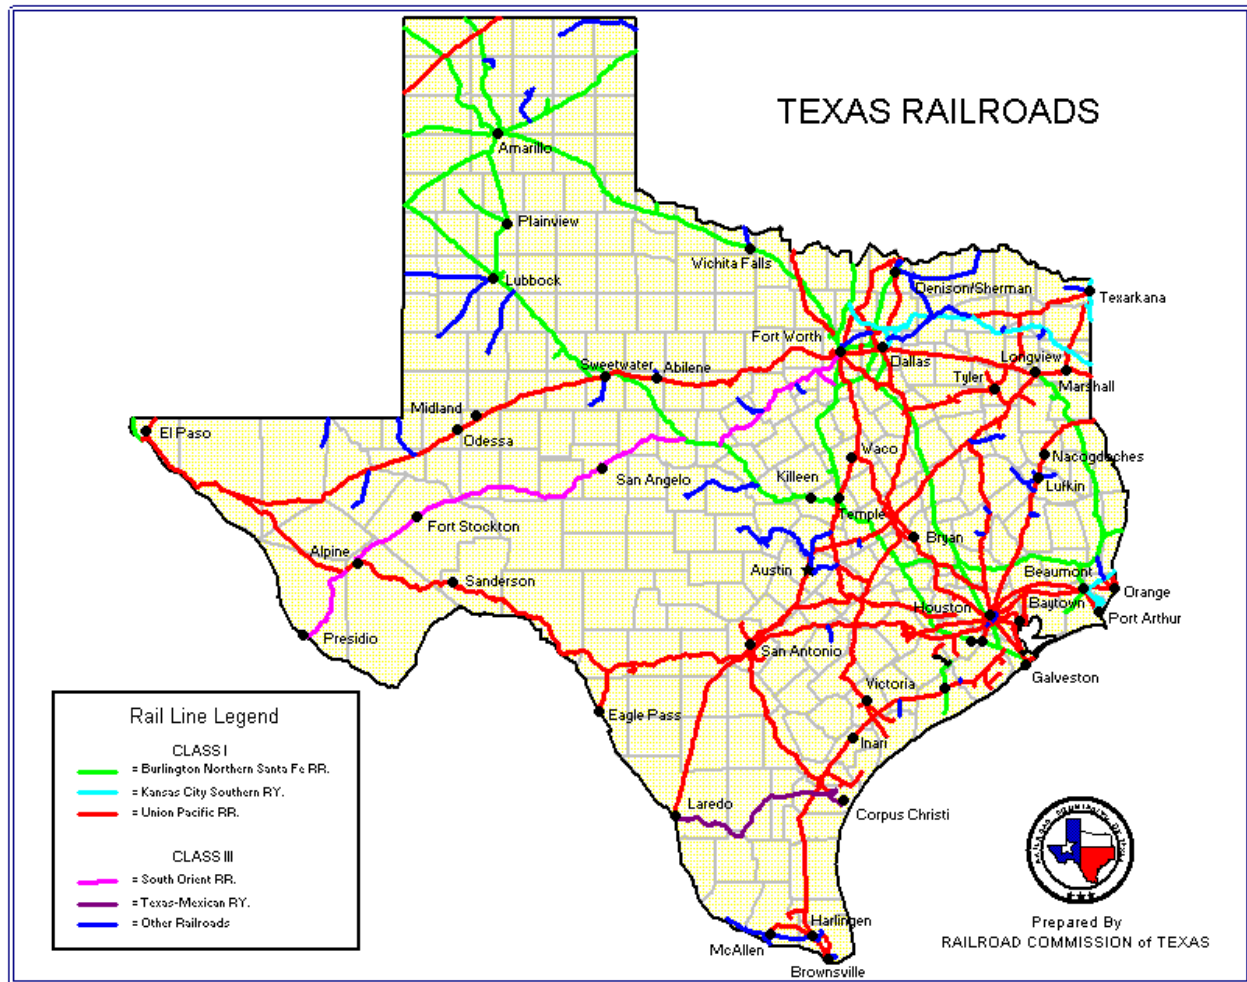 TEXAS RAILROADS
Amarillo
Plainview
Lubbock
Wichita Falls
Denison/Sherman
Texarkana
Fort Worth
Dallas
Longview
Marshall
Tyler
Sweetwater
Abilene
Midland
Odessa
El Paso
San Angelo
Waco
Killeen
Temple
Nacogdoches
Lufkin
Fort Stockton
Bryan
Alpine
Austin
Sanderson
Beaumont
Orange
Houston
Baytown
Port Arthur
Presidio
San Antonio
Galveston
Victoria
Eagle Pass
Inari
Laredo
Corpus Christi
Harlingen
McAllen
Brownsville
Rail Line Legend
CLASS I
= Burlington Northern Santa Fe RR.
= Kansas City Southern RY.
= Union Pacific RR.
CLASS III
= South Orient RR.
= Texas-Mexican RY.
= Other Railroads
Prepared By
RAILROAD COMMISSION of TEXAS